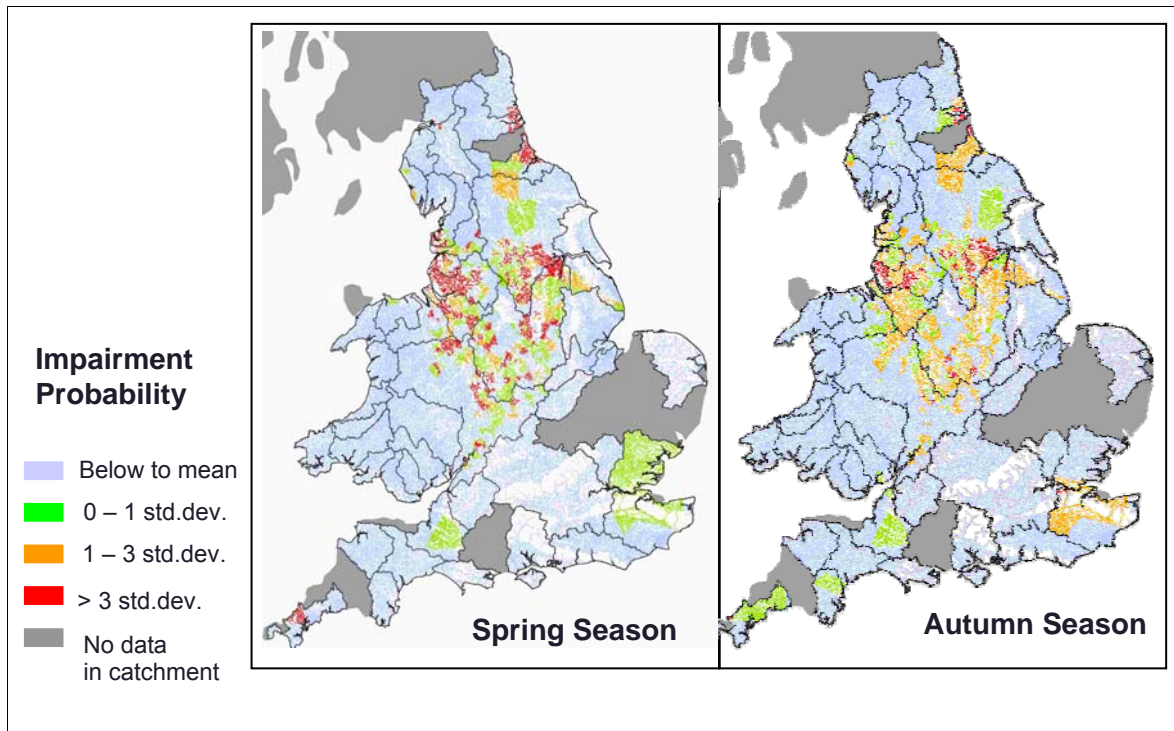 Impairment
Probability
Below to mean
0 – 1 std.dev.
1 – 3 std.dev.
> 3 std.dev.
No data
in catchment
Spring Season
Autumn Season